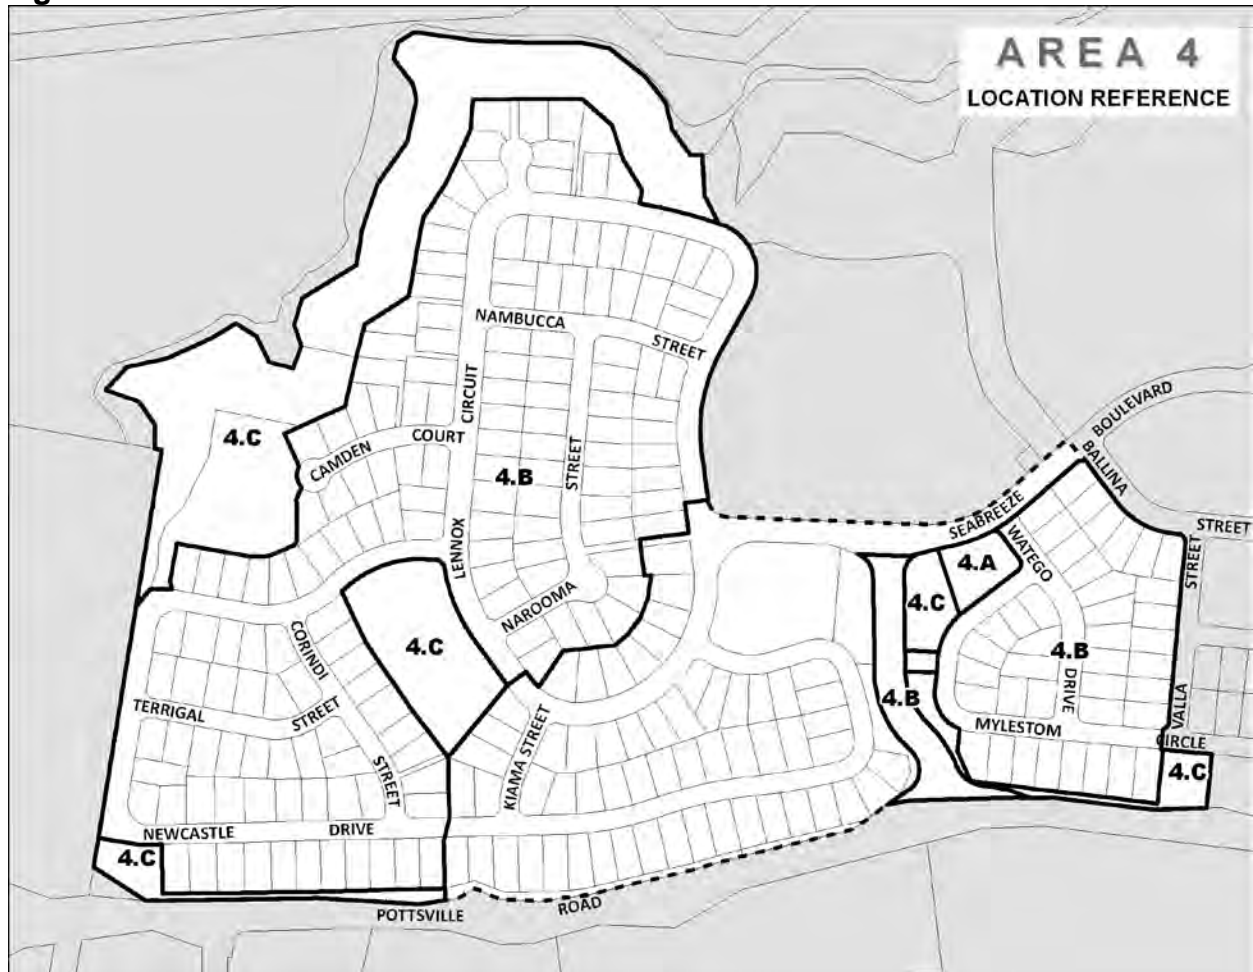 AREA 4
LOCATION REFERENCE
NAMBUCCA
STREET
BOULEVARD
CIRCUIT
COURT
CAMDEN
4.C
4.B
STREET
BALLINA
SEABREEZE
STREET
LENNOX
WATEGO
4.A
STREET
4.C
NAROOMA
CORINDI
4.C
4.B
DRIVE
TERRIGAL
STREET
4.B
MYLESTOM
VALLA
CIRCLE
KIAMA STREET
STREET
4.C
NEWCASTLE
DRIVE
4.C
POTTSVILLE
ROAD